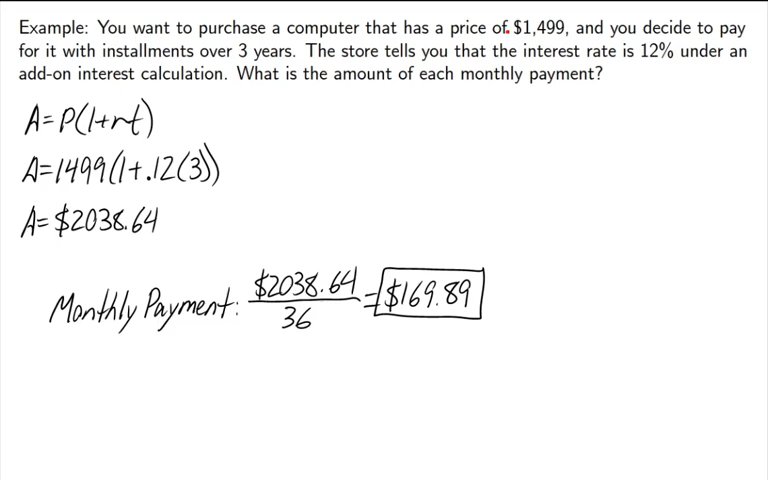 Example: You want to purchase a computer that has a price of $1,499, and you decide to pay
for it with installments over 3 years. The store tells you that the interest rate is 12% under an
add-on interest calculation. What is the amount of each monthly payment?
A=P(1+rt)
A=1499(1+.12(3))
A=$2038.64
Monthly Payment: $2038.64/36 = $169.89